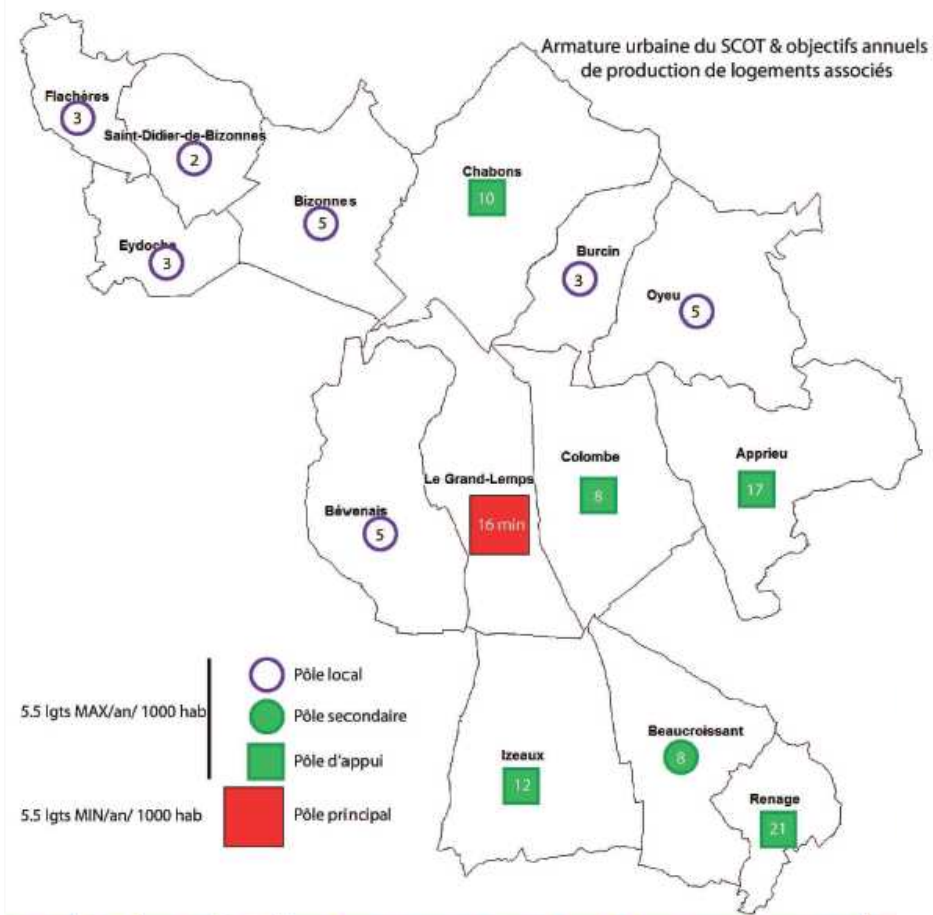 Armature urbaine du SCOT & objectifs annuels
de production de logements associés
Flachères
3
Saint-Didier-de-Bizonnes
2
Bizonnes
5
Eydoche
3
Chabons
10
Burcin
3
Oyeu
5
Béwenais
5
Le Grand-Lemps
16 min
Colombe
8
Apprieu
17
Izeaux
12
Beaucroissant
8
Renage
21
5.5 lgts MAX/an/ 1000 hab
Pôle local
Pôle secondaire
Pôle d'appui
5.5 lgts MIN/an/ 1000 hab
Pôle principal